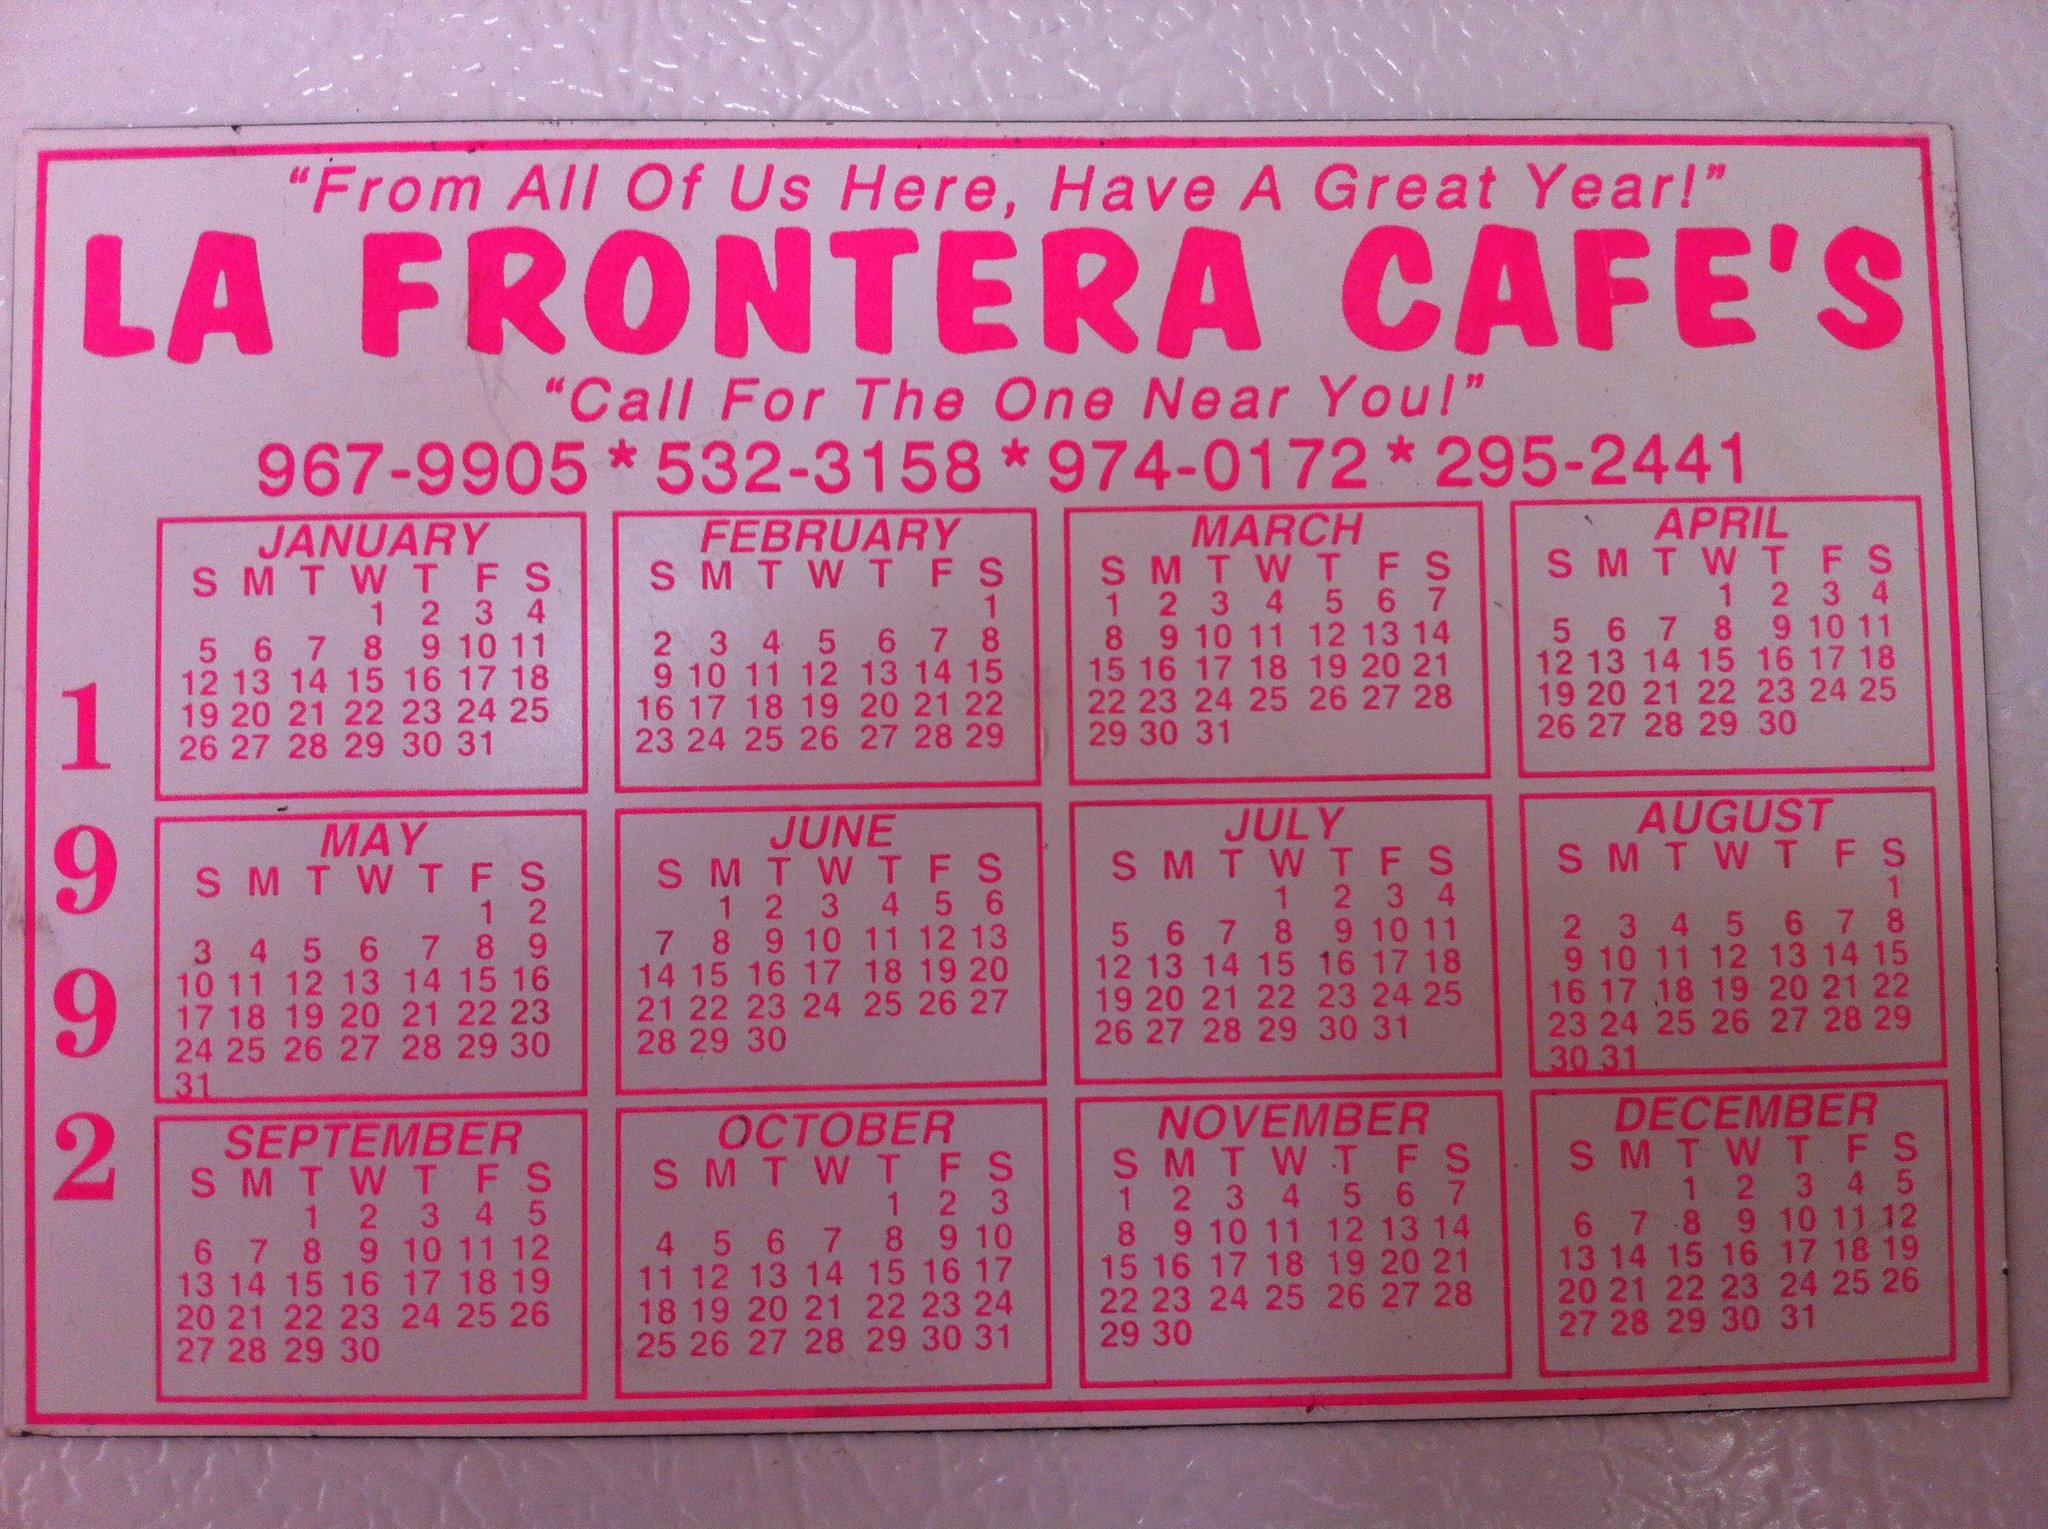 "From All Of Us Here, Have A Great Year!"
LA FRONTERA CAFE'S
"Call For The One Near You!"
967-9905 * 532-3158 * 974-0172 * 295-2441
1992
JANUARY
S M T W T F S
1 2 3 4
5 6 7 8 9 10 11
12 13 14 15 16 17 18
19 20 21 22 23 24 25
26 27 28 29 30 31
FEBRUARY
S M T W T F S
1
2 3 4 5 6 7 8
9 10 11 12 13 14 15
16 17 18 19 20 21 22
23 24 25 26 27 28 29
MARCH
S M T W T F S
1 2 3 4 5 6 7
8 9 10 11 12 13 14
15 16 17 18 19 20 21
22 23 24 25 26 27 28
29 30 31
APRIL
S M T W T F S
1 2 3 4
5 6 7 8 9 10 11
12 13 14 15 16 17 18
19 20 21 22 23 24 25
26 27 28 29 30
MAY
S M T W T F S
1 2
3 4 5 6 7 8 9
10 11 12 13 14 15 16
17 18 19 20 21 22 23
24 25 26 27 28 29 30
31
JUNE
S M T W T F S
1 2 3 4 5 6
7 8 9 10 11 12 13
14 15 16 17 18 19 20
21 22 23 24 25 26 27
28 29 30
JULY
S M T W T F S
1 2 3 4
5 6 7 8 9 10 11
12 13 14 15 16 17 18
19 20 21 22 23 24 25
26 27 28 29 30 31
AUGUST
S M T W T F S
1
2 3 4 5 6 7 8
9 10 11 12 13 14 15
16 17 18 19 20 21 22
23 24 25 26 27 28 29
30 31
SEPTEMBER
S M T W T F S
1 2 3 4 5
6 7 8 9 10 11 12
13 14 15 16 17 18 19
20 21 22 23 24 25 26
27 28 29 30
OCTOBER
S M T W T F S
1 2 3
4 5 6 7 8 9 10
11 12 13 14 15 16 17
18 19 20 21 22 23 24
25 26 27 28 29 30 31
NOVEMBER
S M T W T F S
1 2 3 4 5 6 7
8 9 10 11 12 13 14
15 16 17 18 19 20 21
22 23 24 25 26 27 28
29 30
DECEMBER
S M T W T F S
1 2 3 4 5
6 7 8 9 10 11 12
13 14 15 16 17 18 19
20 21 22 23 24 25 26
27 28 29 30 31